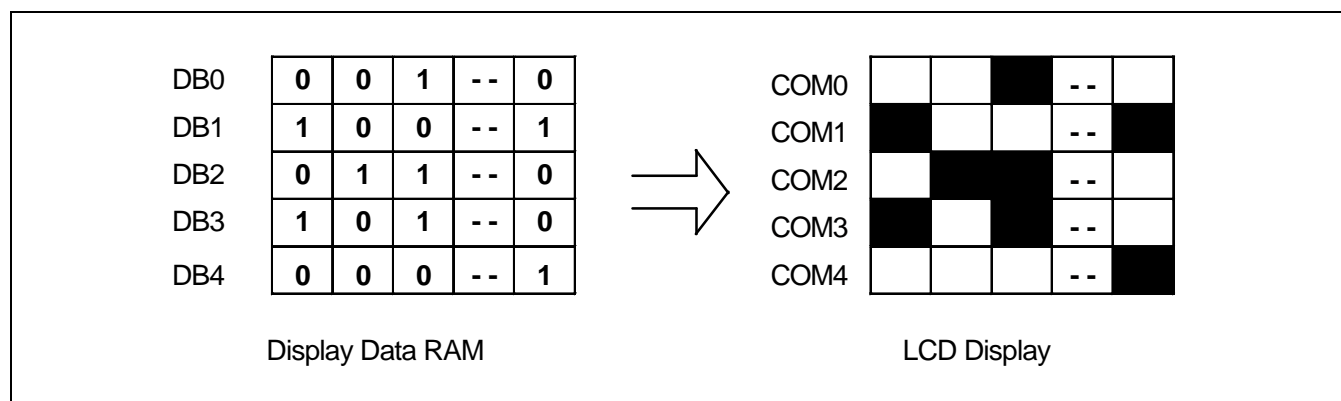 DB0 0 0 1 -- 0 COM0 --
DB1 1 0 0 -- 1 COM1 --
DB2 0 1 1 -- 0 COM2 --
DB3 1 0 1 -- 0 COM3 --
DB4 0 0 0 -- 1 COM4 --
Display Data RAM LCD Display